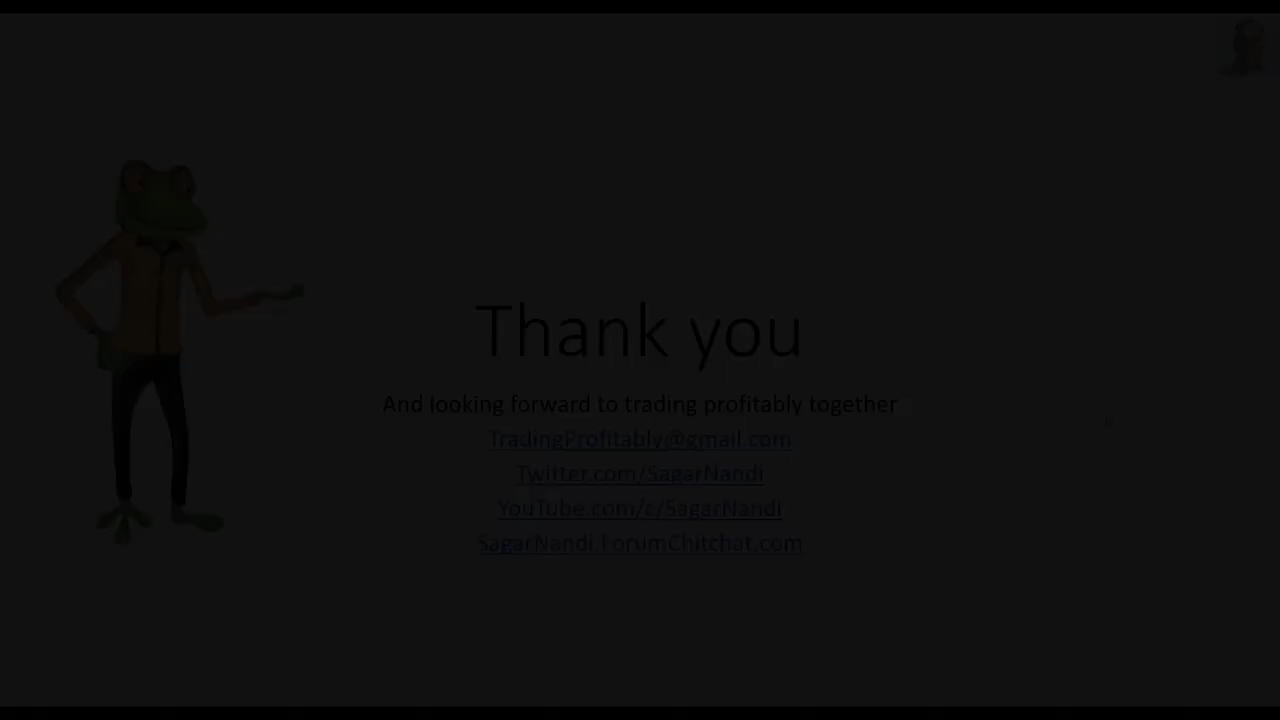 Thank you
And looking forward to trading profitably together
TradingProfitably@gmail.com
Twitter.com/SagarNandi
YouTube.com/c/SagarNandi
SagarNandi.ForumChitchat.com